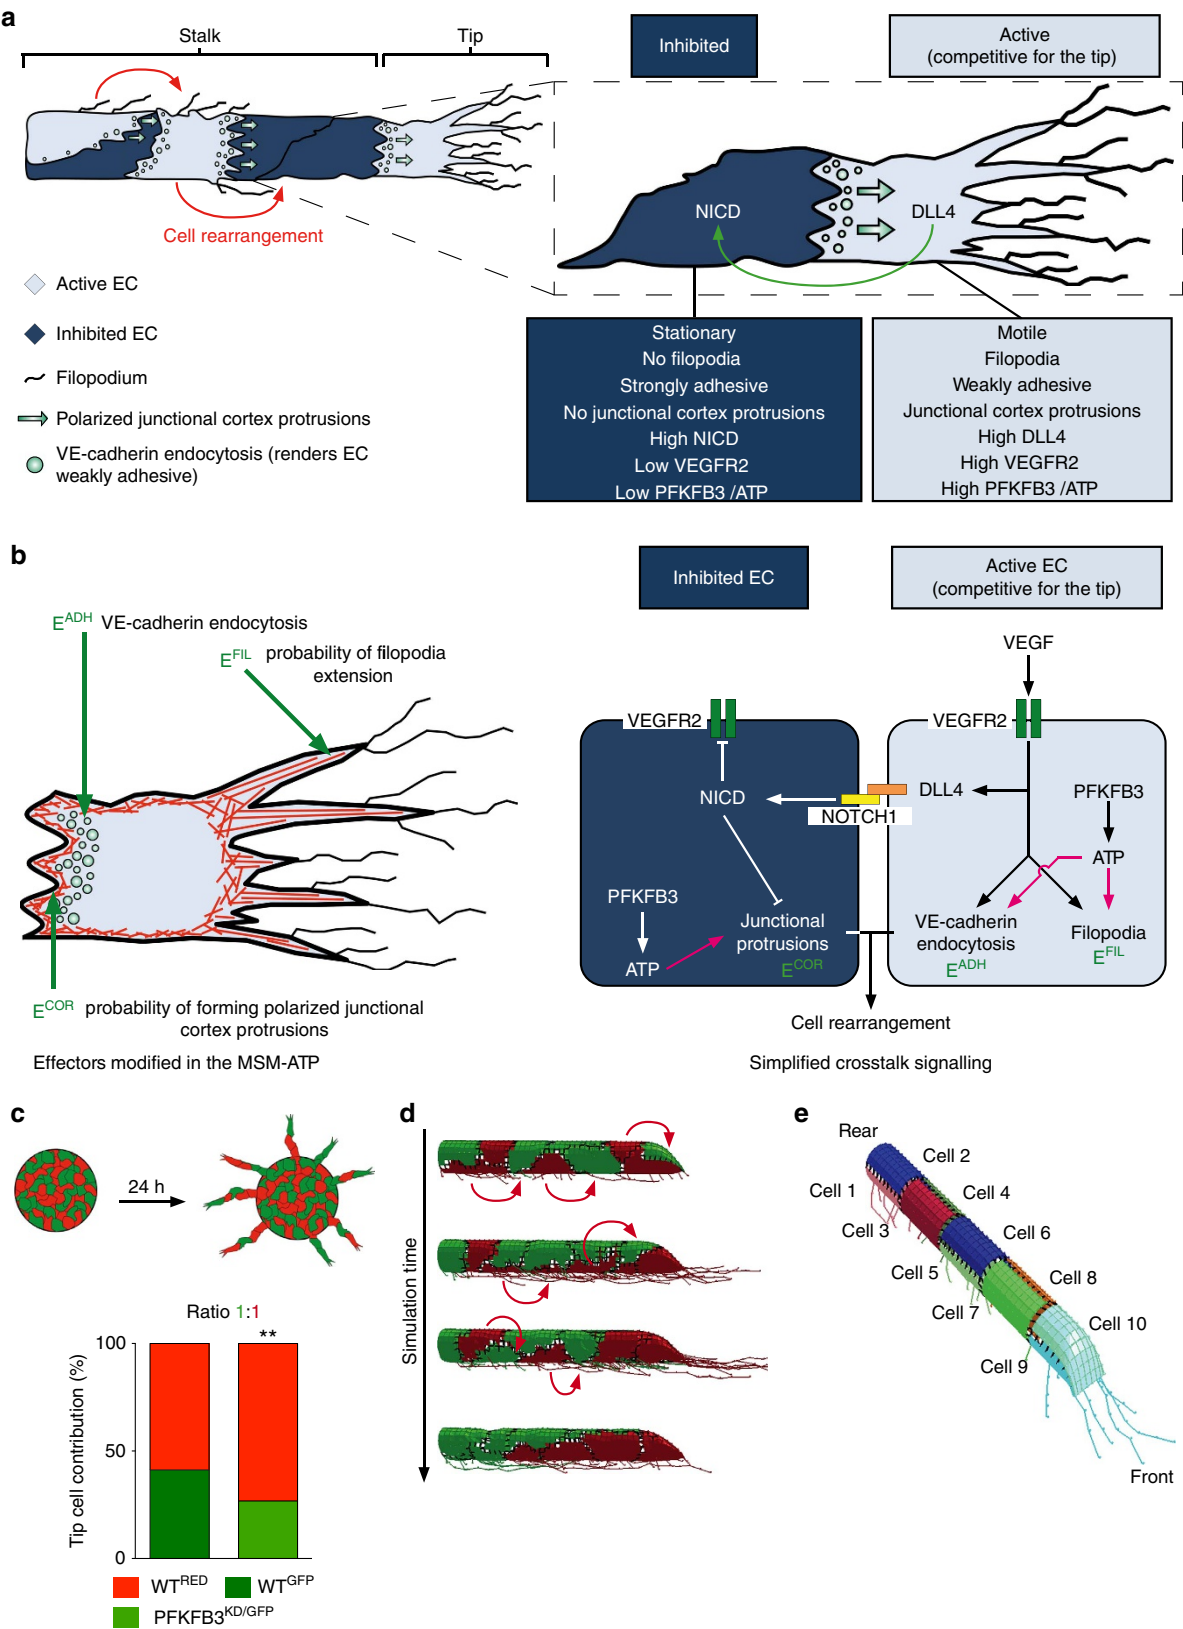 a
Stalk
Tip
Inhibited
Active
(competitive for the tip)
Cell rearrangement
NICD
DLL4
Active EC
Inhibited EC
Filopodium
Polarized junctional cortex protrusions
VE-cadherin endocytosis (renders EC
weakly adhesive)
Stationary
No filopodia
Strongly adhesive
No junctional cortex protrusions
High NICD
Low VEGFR2
Low PFKFB3 /ATP
Motile
Filopodia
Weakly adhesive
Junctional cortex protrusions
High DLL4
High VEGFR2
High PFKFB3 /ATP
b
E^ADH VE-cadherin endocytosis
E^FIL probability of filopodia
extension
E^COR probability of forming polarized junctional
cortex protrusions
Effectors modified in the MSM-ATP
Inhibited EC
Active EC
(competitive for the tip)
VEGF
VEGFR2
VEGFR2
NICD
NOTCH1
DLL4
PFKFB3
ATP
PFKFB3
ATP
Junctional
protrusions
E^COR
VE-cadherin
endocytosis
E^ADH
Filopodia
E^FIL
Cell rearrangement
Simplified crosstalk signalling
c
24 h
Ratio 1:1
**
Tip cell contribution (%)
100
50
0
WT^RED
WT^GFP
PFKFB3^KD/GFP
d
Simulation time
e
Rear
Cell 2
Cell 1
Cell 4
Cell 3
Cell 6
Cell 5
Cell 8
Cell 7
Cell 10
Cell 9
Front